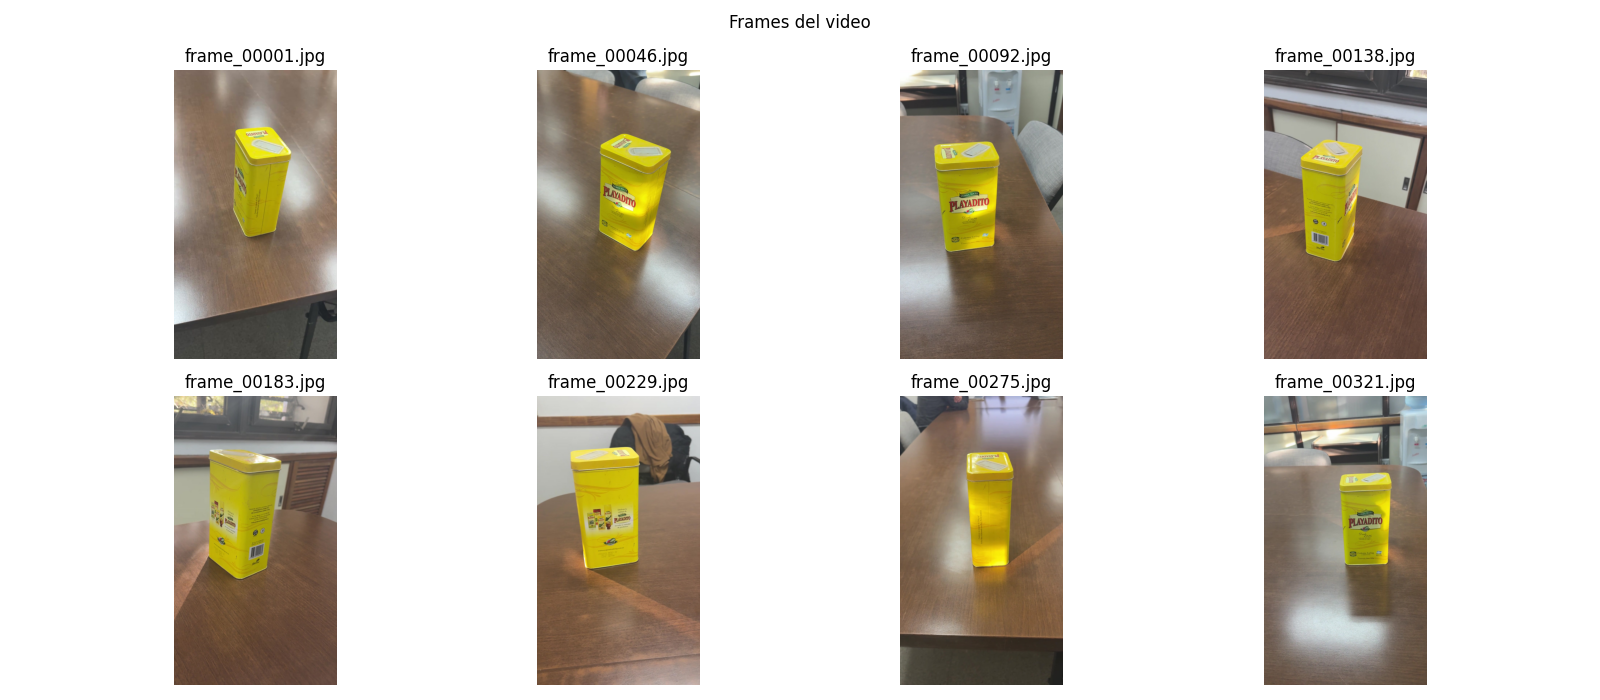 Frames del video
frame_00001.jpg
frame_00046.jpg
frame_00092.jpg
frame_00138.jpg
PLAYADITO
PLAYADITO
frame_00183.jpg
frame_00229.jpg
frame_00275.jpg
frame_00321.jpg
PLAYADITO
PLAYADITO